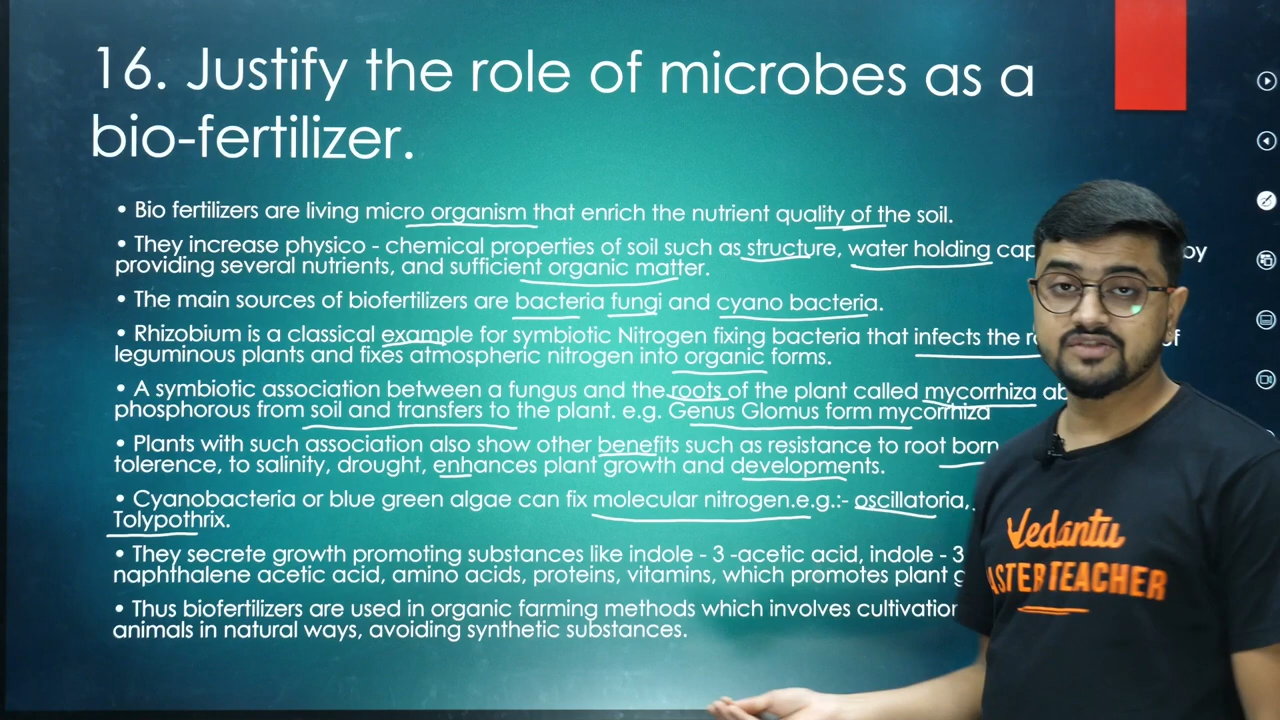 16. Justify the role of microbes as a
bio-fertilizer.
• Bio fertilizers are living micro organism that enrich the nutrient quality of the soil.
• They increase physico - chemical properties of soil such as structure, water holding by
providing several nutrients, and sufficient organic matter.
• The main sources of biofertilizers are bacteria fungi and cyano bacteria.
• Rhizobium is a classical example for symbiotic Nitrogen fixing bacteria that infects the of
leguminous plants and fixes atmospheric nitrogen into organic forms.
• A symbiotic association between a fungus and the roots of the plant called mycorrhiza
phosphorous from soil and transfers to the plant. e.g. Genus Glomus form mycorrhiza
• Plants with such association also show other benefits such as resistance to root born
tolerence, to salinity, drought, enhances plant growth and developments.
• Cyanobacteria or blue green algae can fix molecular nitrogen.e.g.:- oscillatoria,
Tolypothrix.
• They secrete growth promoting substances like indole - 3 -acetic acid, indole - 3
naphthalene acetic acid, amino acids, proteins, vitamins, which promotes plant
• Thus biofertilizers are used in organic farming methods which involves cultivation
animals in natural ways, avoiding synthetic substances.
Vedantu
TEACHER